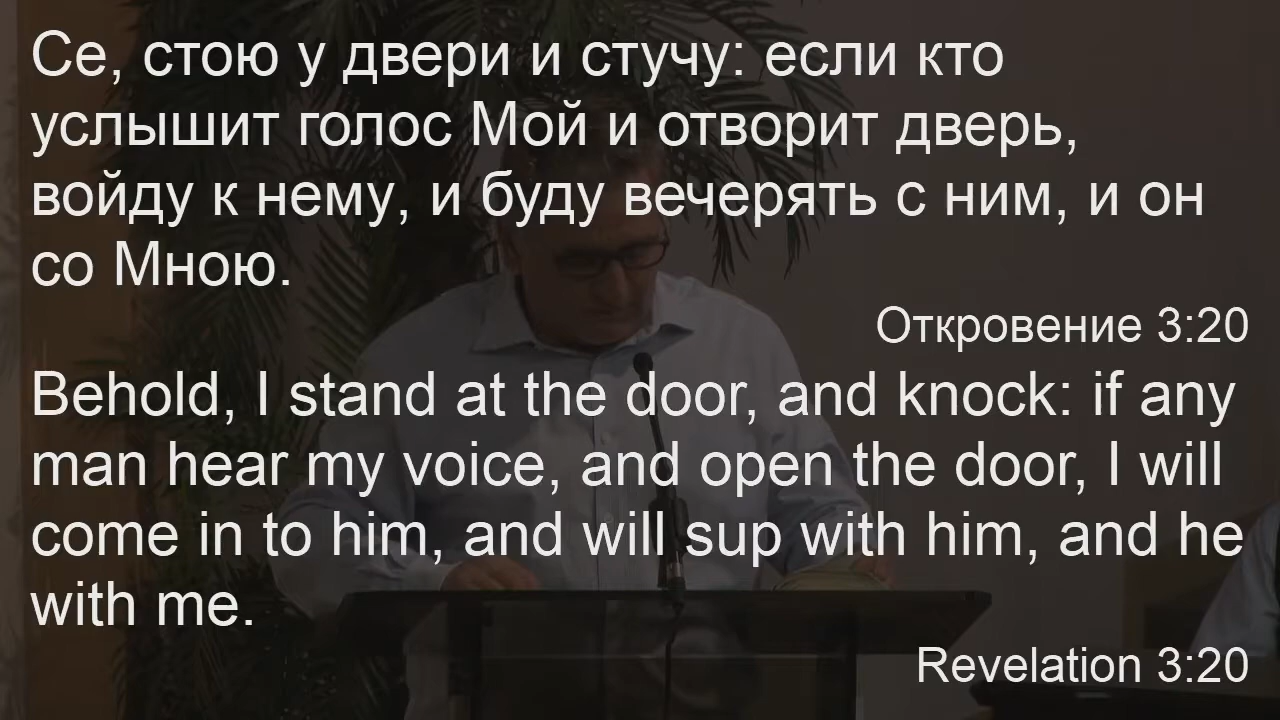 Се, стою у двери и стучу: если кто
услышит голос Мой и отворит дверь,
войду к нему, и буду вечерять с ним, и он
со Мною.
Откровение 3:20
Behold, I stand at the door, and knock: if any
man hear my voice, and open the door, I will
come in to him, and will sup with him, and he
with me.
Revelation 3:20